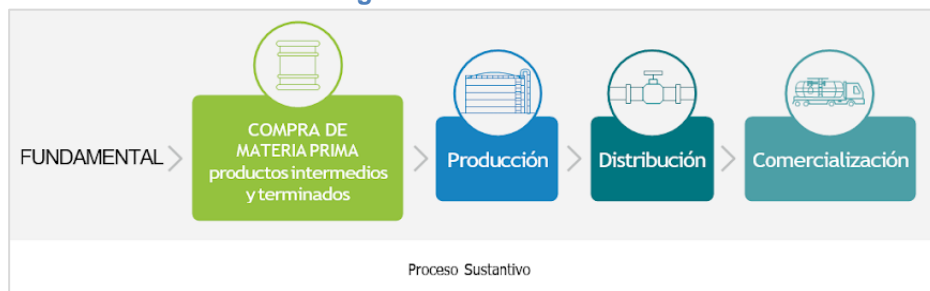 FUNDAMENTAL
COMPRA DE
MATERIA PRIMA
productos intermedios
y terminados
Producción
Distribución
Comercialización
Proceso Sustantivo